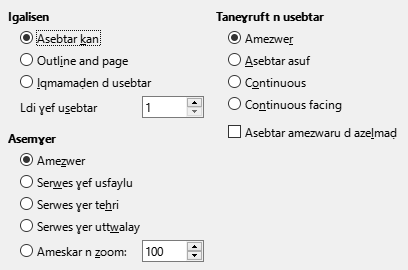 Igalisen
Asebtar kan
Outline and page
Iqmamaḍen d usebtar
Ldi ɣef usebtar
1
Asemɣer
Amezwer
Serwes ɣef usfaylu
Serwes ɣer tehri
Serwes ɣer uttwalay
Ameskar n zoom:
100
Taneɣruft n usebtar
Amezwer
Asebtar asuf
Continuous
Continuous facing
Asebtar amezwaru d azelmaḍ